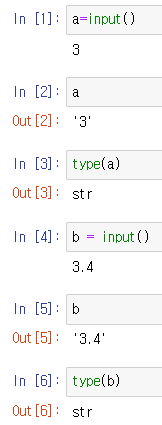 In [1]: a=input()
3
In [2]: a
Out[2]: '3'
In [3]: type(a)
Out[3]: str
In [4]: b = input()
3.4
In [5]: b
Out[5]: '3.4'
In [6]: type(b)
Out[6]: str